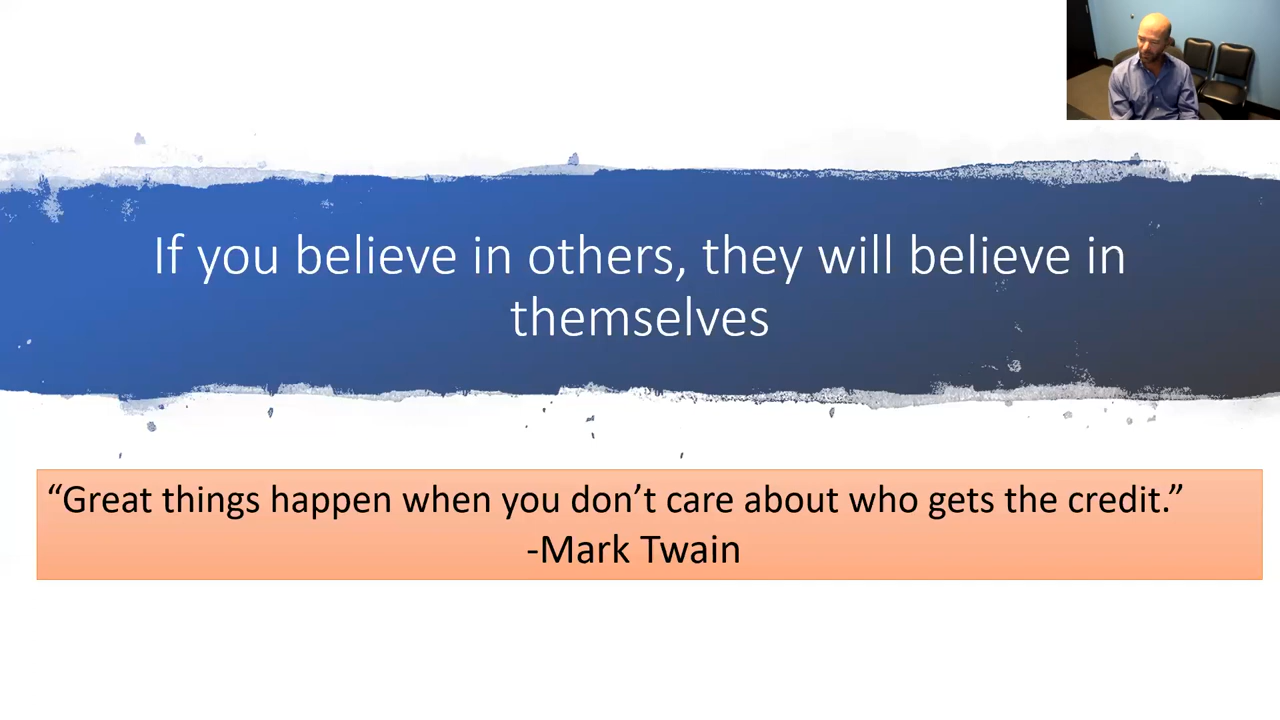 If you believe in others, they will believe in
themselves
“Great things happen when you don’t care about who gets the credit.”
-Mark Twain